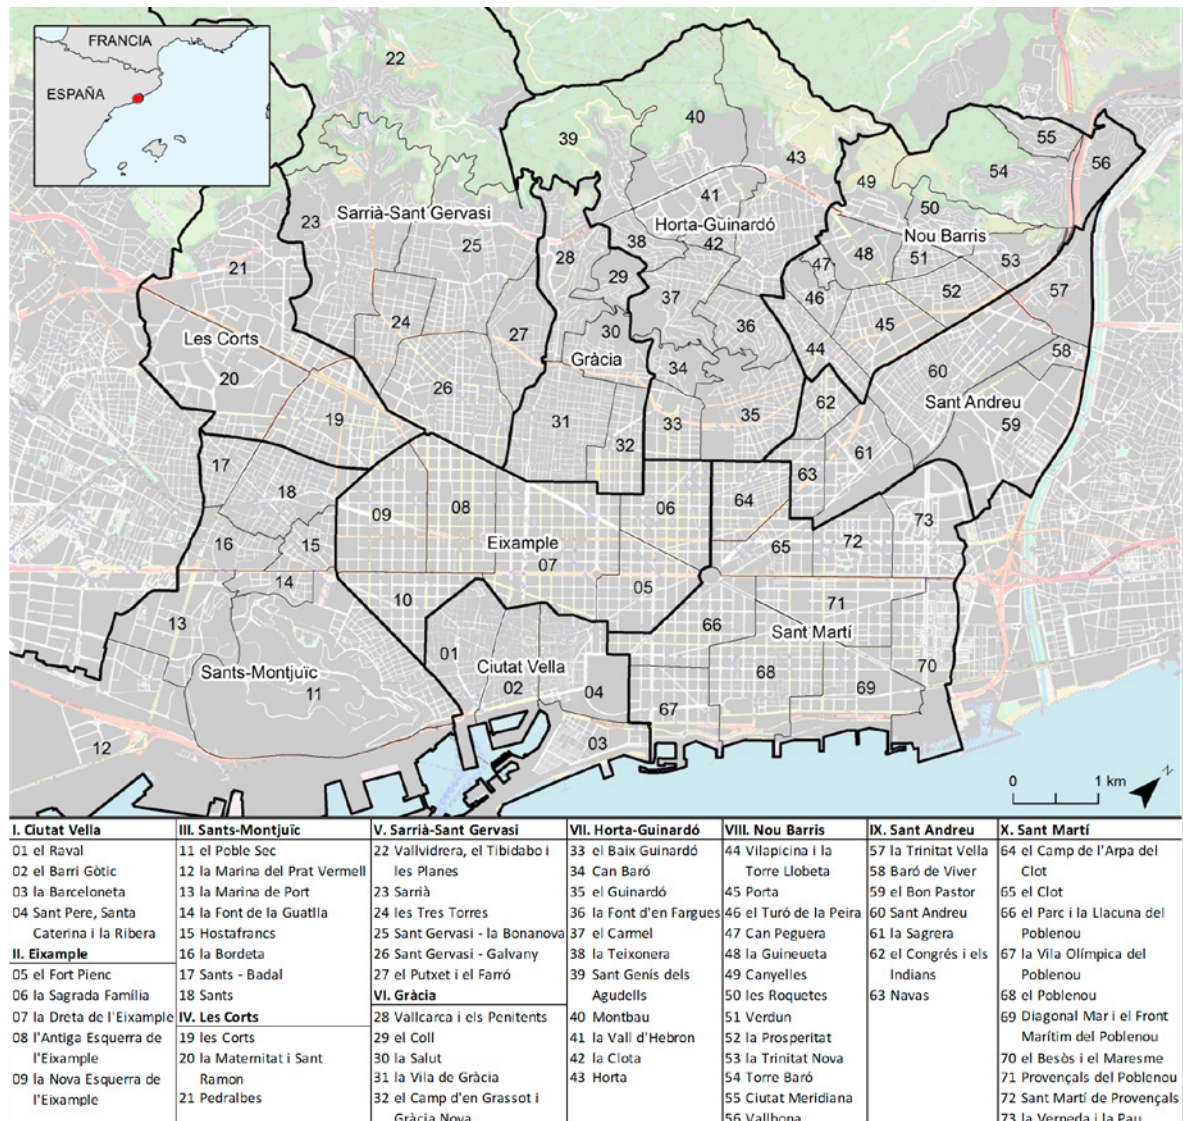 FRANCIA
ESPAÑA
22
39
40
43
55
56
54
49
50
41
23
Sarrià-Sant Gervasi
Horta-Guinardó
Nou Barris
25
38
42
28
48
51
53
21
47
29
46
52
57
37
24
27
30
36
45
44
58
Les Corts
Gràcia
34
60
20
26
Sant Andreu
62
19
31
33
35
59
32
61
17
63
18
08
06
64
09
73
16
15
Eixample
65
72
07
14
05
10
71
13
66
Sant Martí
01
Ciutat Vella
Sants-Montjuïc
68
70
11
02
04
69
67
12
03
0
1 km
N
I. Ciutat Vella
01 el Raval
02 el Barri Gòtic
03 la Barceloneta
04 Sant Pere, Santa
Caterina i la Ribera
II. Eixample
05 el Fort Pienc
06 la Sagrada Família
07 la Dreta de l'Eixample
08 l'Antiga Esquerra de
l'Eixample
09 la Nova Esquerra de
l'Eixample
III. Sants-Montjuïc
11 el Poble Sec
12 la Marina del Prat Vermell
13 la Marina de Port
14 la Font de la Guatlla
15 Hostafrancs
16 la Bordeta
17 Sants - Badal
18 Sants
IV. Les Corts
19 les Corts
20 la Maternitat i Sant
Ramon
21 Pedralbes
V. Sarrià-Sant Gervasi
22 Vallvidrera, el Tibidabo i
les Planes
23 Sarrià
24 les Tres Torres
25 Sant Gervasi - la Bonanova
26 Sant Gervasi - Galvany
27 el Putxet i el Farró
VI. Gràcia
28 Vallcarca i els Penitents
29 el Coll
30 la Salut
31 la Vila de Gràcia
32 el Camp d'en Grassot i
Gràcia Nova
VII. Horta-Guinardó
33 el Baix Guinardó
34 Can Baró
35 el Guinardó
36 la Font d'en Fargues
37 el Carmel
38 la Teixonera
39 Sant Genís dels
Agudells
40 Montbau
41 la Vall d'Hebron
42 la Clota
43 Horta
VIII. Nou Barris
44 Vilapicina i la
Torre Llobeta
45 Porta
46 el Turó de la Peira
47 Can Peguera
48 la Guineueta
49 Canyelles
50 les Roquetes
51 Verdun
52 la Prosperitat
53 la Trinitat Nova
54 Torre Baró
55 Ciutat Meridiana
56 Vallbona
IX. Sant Andreu
57 la Trinitat Vella
58 Baró de Viver
59 el Bon Pastor
60 Sant Andreu
61 la Sagrera
62 el Congrés i els
Indians
63 Navas
X. Sant Martí
64 el Camp de l'Arpa del
Clot
65 el Clot
66 el Parc i la Llacuna del
Poblenou
67 la Vila Olímpica del
Poblenou
68 el Poblenou
69 Diagonal Mar i el Front
Marítim del Poblenou
70 el Besòs i el Maresme
71 Provençals del Poblenou
72 Sant Martí de Provençals
73 la Verneda i la Pau